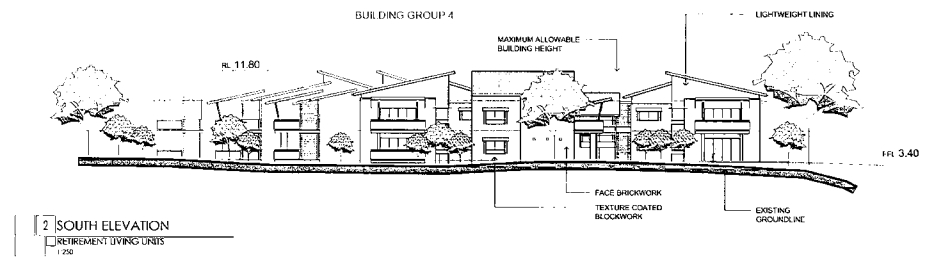 BUILDING GROUP 4
LIGHTWEIGHT LINING
MAXIMUM ALLOWABLE
BUILDING HEIGHT
RL 11.80
FFL 3.40
FACE BRICKWORK
TEXTURE COATED
BLOCKWORK
EXISTING
GROUNDLINE
2 SOUTH ELEVATION
RETIREMENT LIVING UNITS
1:250